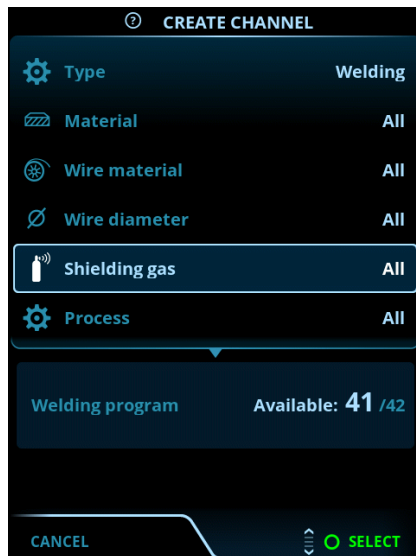 ? CREATE CHANNEL
Type Welding
Material All
Wire material All
Wire diameter All
Shielding gas All
Process All
Welding program Available: 41 /42
CANCEL SELECT